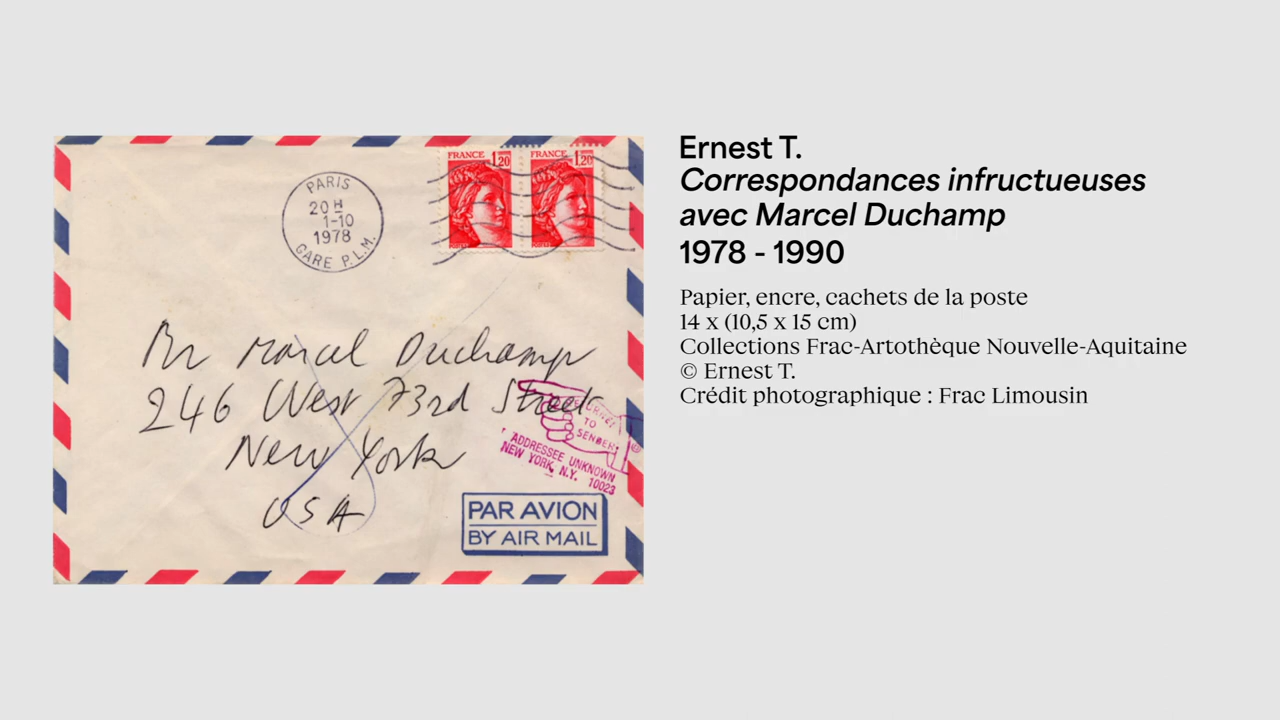 FRANCE 1,20 FRANCE 1,20
PARIS
20 H
1-10
1978
GARE P.L.M.
Mr Marcel Duchamp
246 West 73rd Street
New York
USA
TO
SENDER
ADDRESSEE UNKNOWN
NEW YORK, N.Y. 10023
PAR AVION
BY AIR MAIL
Ernest T.
Correspondances infructueuses
avec Marcel Duchamp
1978 - 1990
Papier, encre, cachets de la poste
14 x (10,5 x 15 cm)
Collections Frac-Artothèque Nouvelle-Aquitaine
© Ernest T.
Crédit photographique : Frac Limousin